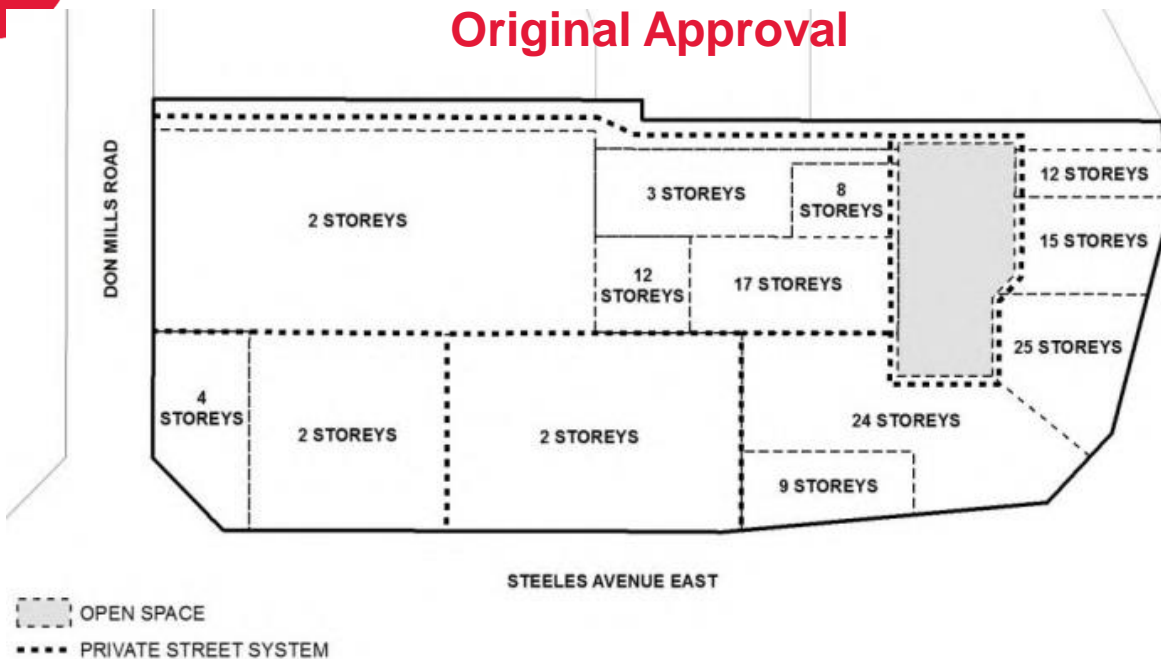 Original Approval
DON MILLS ROAD
2 STOREYS
3 STOREYS
8
STOREYS
12 STOREYS
15 STOREYS
12
STOREYS
17 STOREYS
25 STOREYS
4
STOREYS
2 STOREYS
2 STOREYS
24 STOREYS
9 STOREYS
STEELES AVENUE EAST
OPEN SPACE
PRIVATE STREET SYSTEM